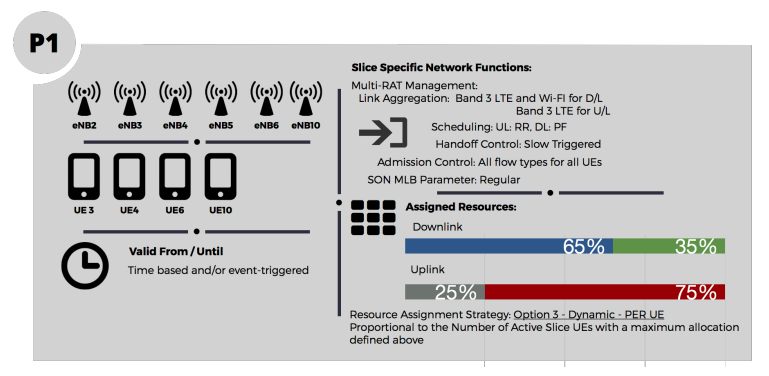 P1
eNB2 eNB3 eNB4 eNB5 eNB6 eNB10
UE 3 UE4 UE6 UE10
Valid From / Until
Time based and/or event-triggered
Slice Specific Network Functions:
Multi-RAT Management:
Link Aggregation: Band 3 LTE and Wi-FI for D/L
Band 3 LTE for U/L
Scheduling: UL: RR, DL: PF
Handoff Control: Slow Triggered
Admission Control: All flow types for all UEs
SON MLB Parameter: Regular
Assigned Resources:
Downlink
65% 35%
Uplink
25% 75%
Resource Assignment Strategy: Option 3 - Dynamic - PER UE
Proportional to the Number of Active Slice UEs with a maximum allocation
defined above